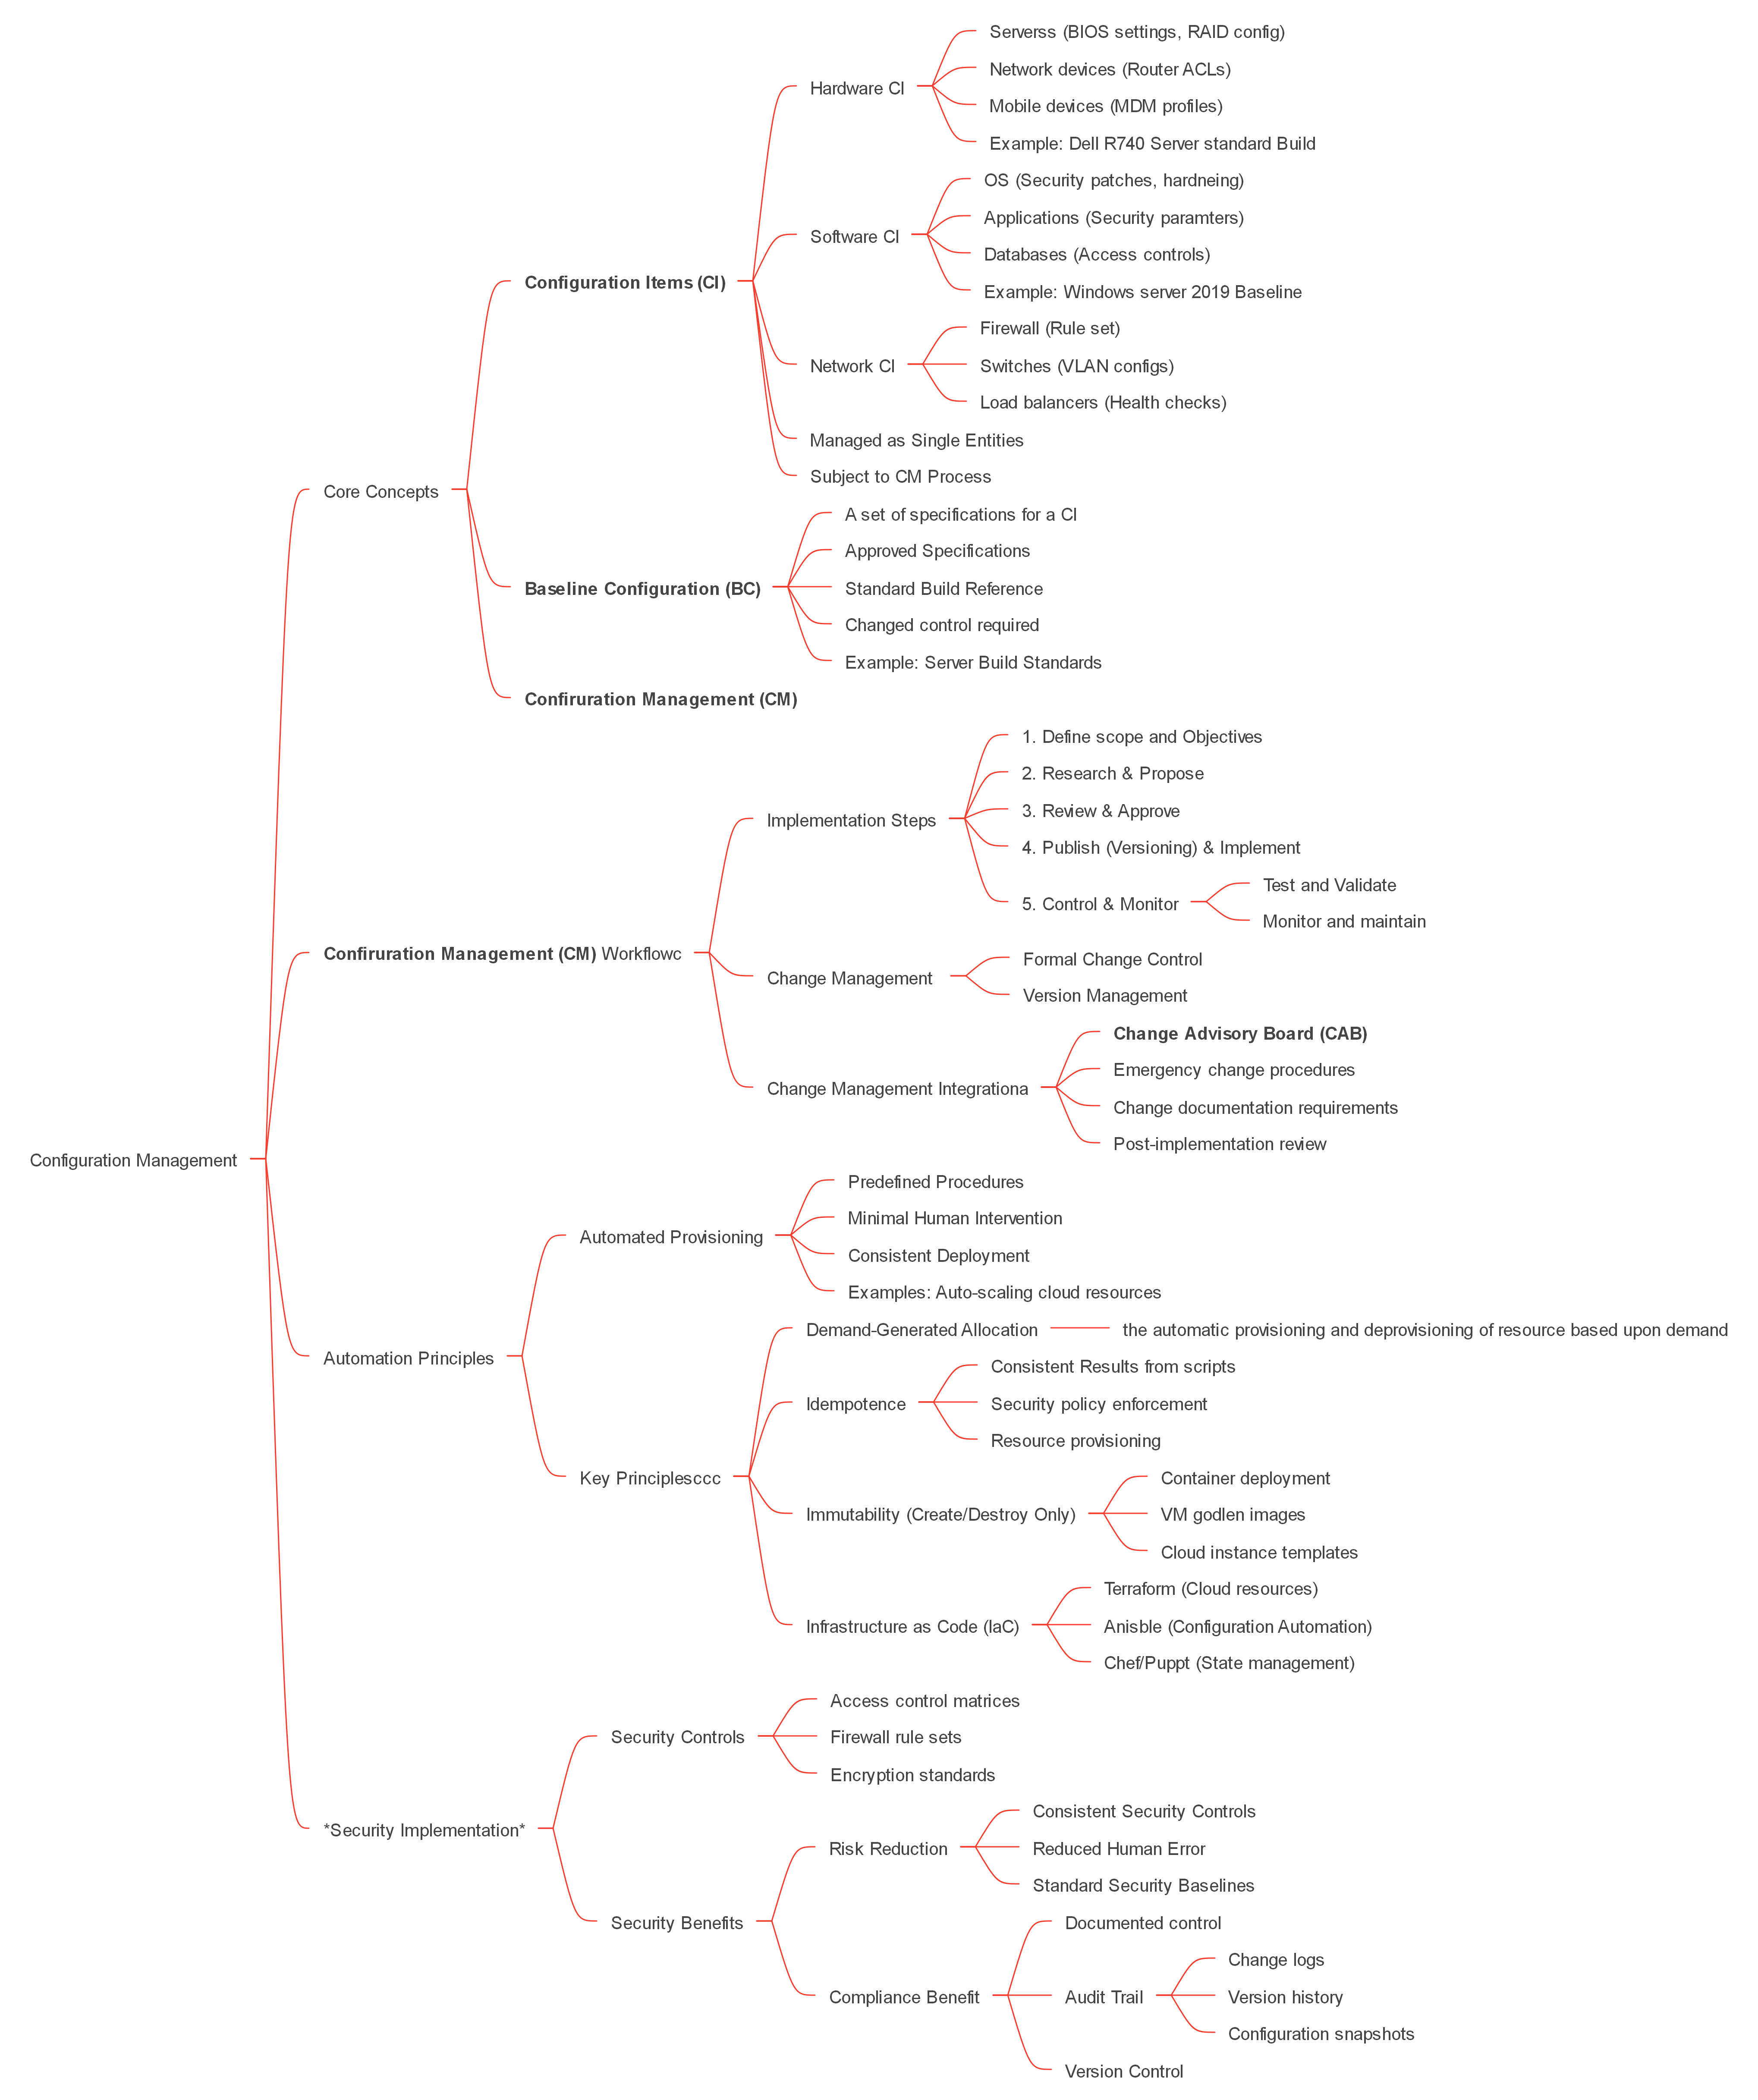 Serverss (BIOS settings, RAID config)
Network devices (Router ACLs)
Hardware CI
Mobile devices (MDM profiles)
Example: Dell R740 Server standard Build
OS (Security patches, hardneing)
Applications (Security paramters)
Software CI
Databases (Access controls)
Configuration Items (CI)
Example: Windows server 2019 Baseline
Firewall (Rule set)
Network CI
Switches (VLAN configs)
Load balancers (Health checks)
Managed as Single Entities
Subject to CM Process
Core Concepts
A set of specifications for a CI
Approved Specifications
Baseline Configuration (BC)
Standard Build Reference
Changed control required
Example: Server Build Standards
Confiruration Management (CM)
1. Define scope and Objectives
2. Research & Propose
3. Review & Approve
Implementation Steps
4. Publish (Versioning) & Implement
Test and Validate
5. Control & Monitor
Monitor and maintain
Confiruration Management (CM) Workflowc
Formal Change Control
Change Management
Version Management
Change Advisory Board (CAB)
Emergency change procedures
Change Management Integrationa
Change documentation requirements
Post-implementation review
Configuration Management
Predefined Procedures
Minimal Human Intervention
Automated Provisioning
Consistent Deployment
Examples: Auto-scaling cloud resources
Demand-Generated Allocation
the automatic provisioning and deprovisioning of resource based upon demand
Automation Principles
Consistent Results from scripts
Idempotence
Security policy enforcement
Resource provisioning
Key Principlesccc
Container deployment
Immutability (Create/Destroy Only)
VM godlen images
Cloud instance templates
Terraform (Cloud resources)
Infrastructure as Code (IaC)
Anisble (Configuration Automation)
Chef/Puppt (State management)
Access control matrices
Security Controls
Firewall rule sets
Encryption standards
*Security Implementation*
Consistent Security Controls
Risk Reduction
Reduced Human Error
Standard Security Baselines
Security Benefits
Documented control
Change logs
Compliance Benefit
Audit Trail
Version history
Configuration snapshots
Version Control